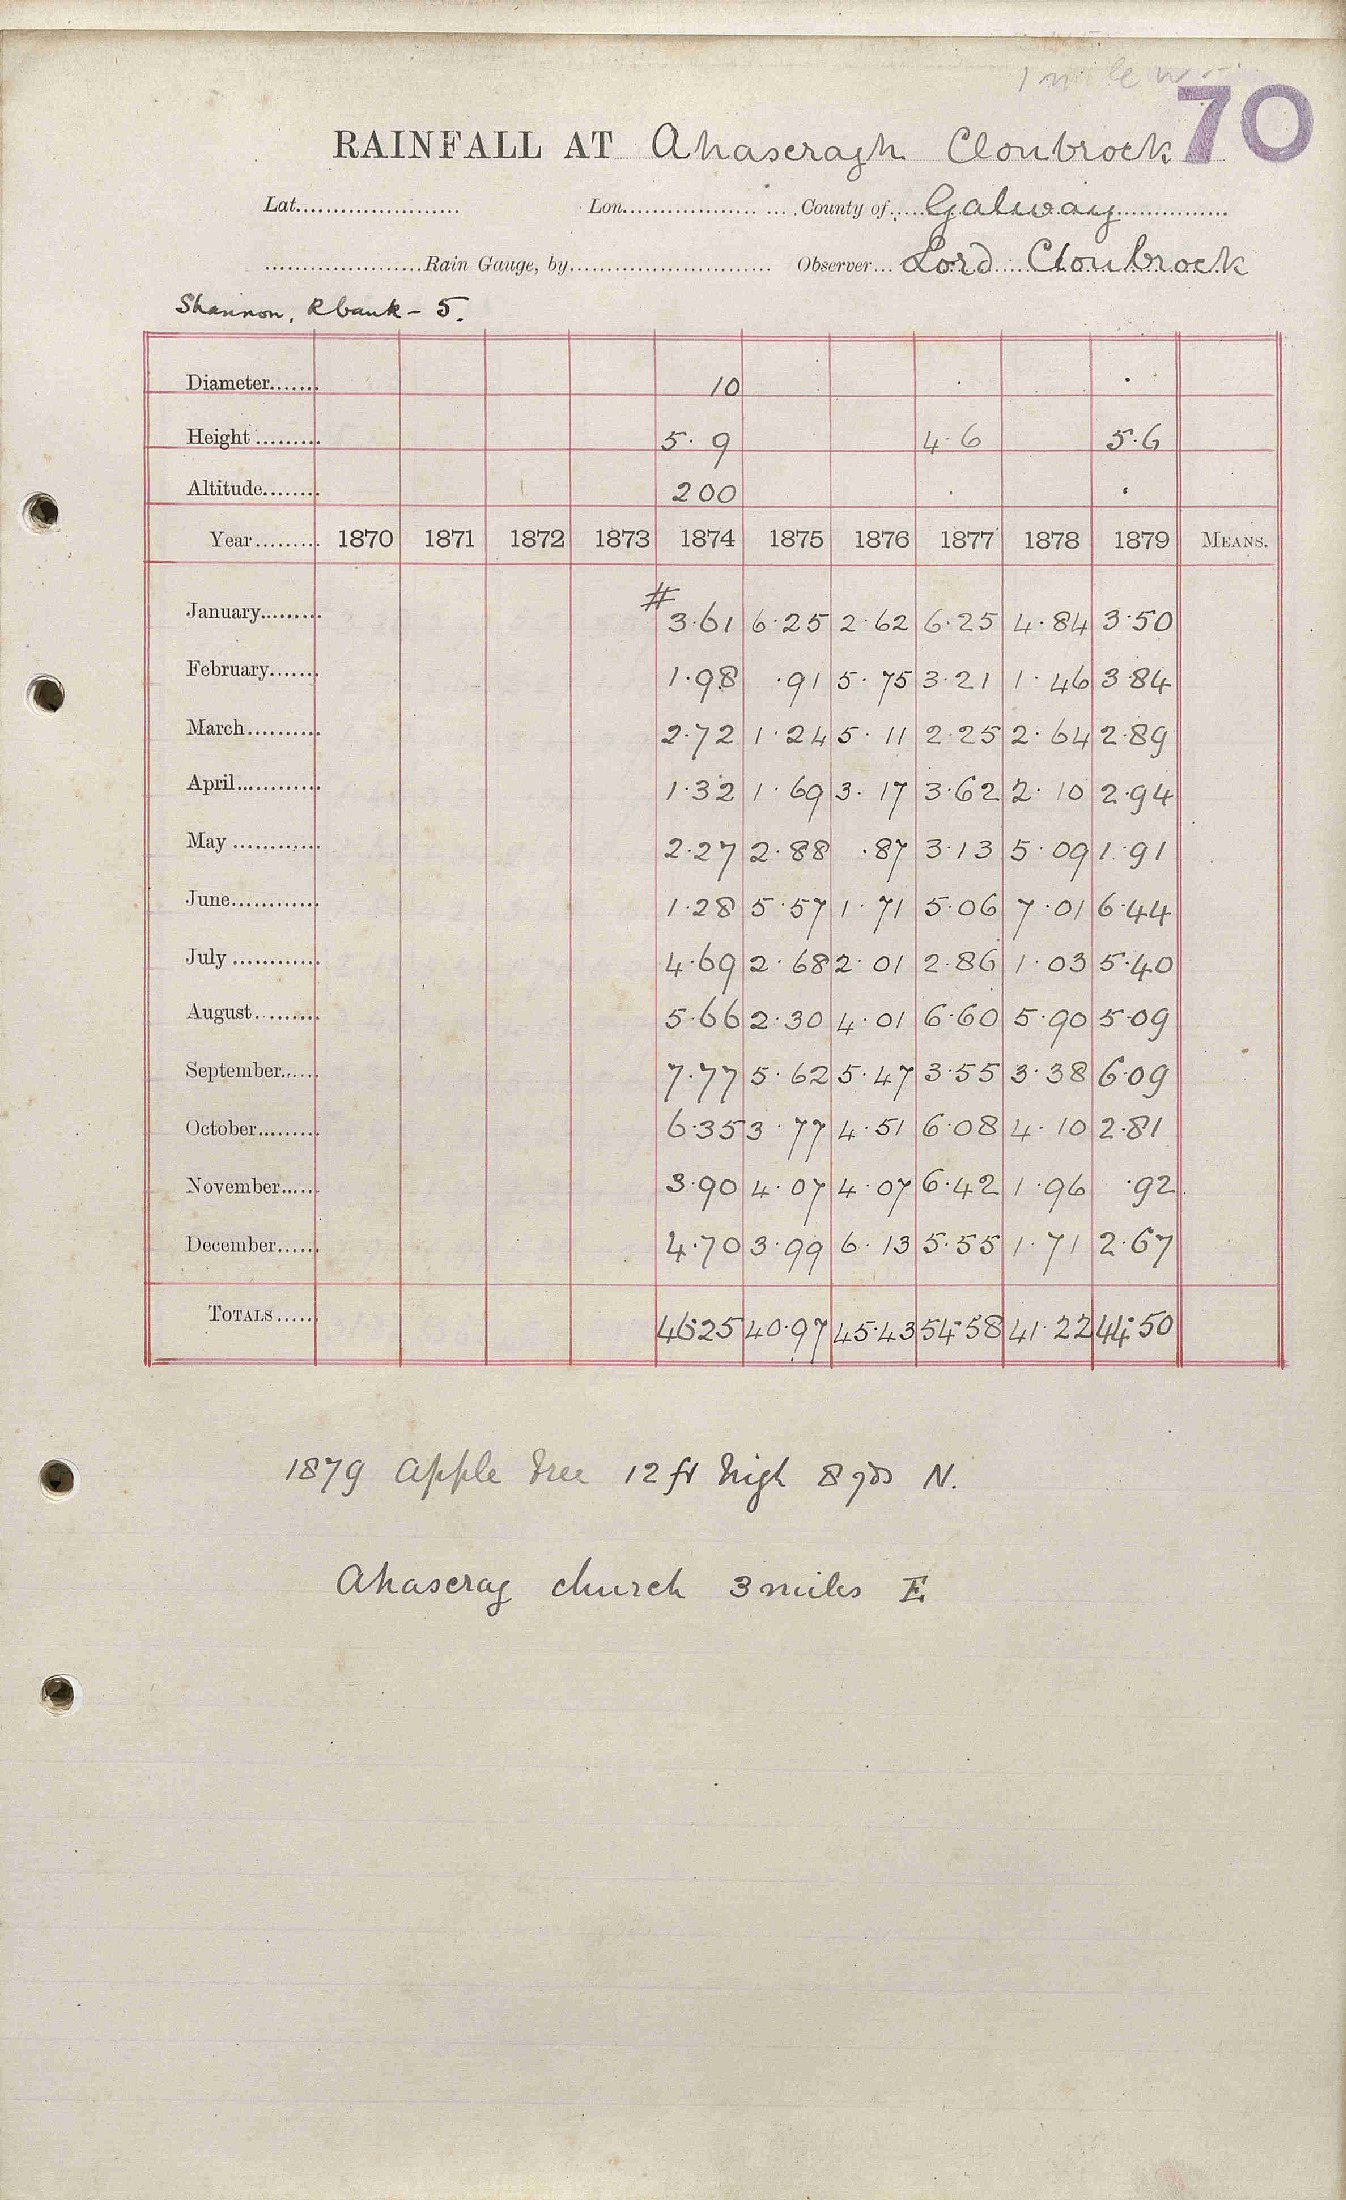 70
RAINFALL AT Ahaseragh Clonbrock
Lat. Lon. County of Galway
Rain Gauge, by Observer Lord Clonbrock
Shannon, R bank - 5.
Diameter 10
Height 5.9 4.6 5.6
Altitude 200
Year 1870 1871 1872 1873 1874 1875 1876 1877 1878 1879 MEANS.
#
January 3.61 6.25 2.62 6.25 4.84 3.50
February 1.98 .91 5.75 3.21 1.46 3.84
March 2.72 1.24 5.11 2.25 2.64 2.89
April 1.32 1.69 3.17 3.62 2.10 2.94
May 2.27 2.88 .87 3.13 5.09 1.91
June 1.28 5.57 1.71 5.06 7.01 6.44
July 4.69 2.68 2.01 2.86 1.03 5.40
August 5.66 2.30 4.01 6.60 5.90 5.09
September 7.77 5.62 5.47 3.55 3.38 6.09
October 6.35 3.77 4.51 6.08 4.10 2.81
November 3.90 4.07 4.07 6.42 1.96 .92
December 4.70 3.99 6.13 5.55 1.71 2.67
TOTALS 46.25 40.97 45.43 54.58 41.22 44.50
1879 Apple Tree 12 ft high 8 yds N.
Ahascrag church 3 miles E